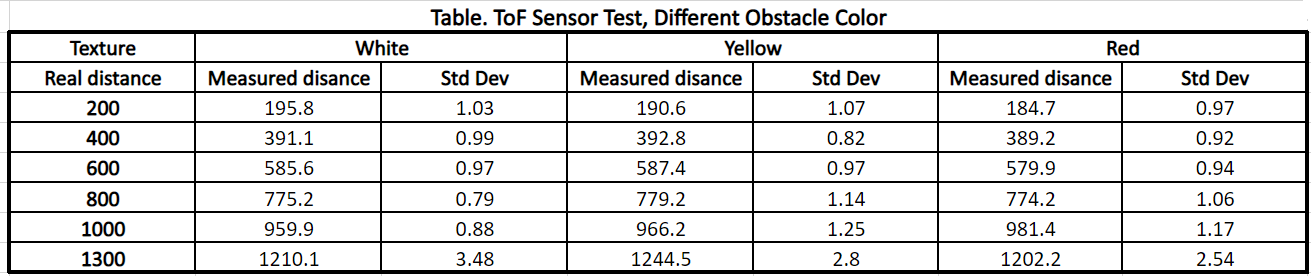 Table. ToF Sensor Test, Different Obstacle Color
Texture White Yellow Red
Real distance Measured disance Std Dev Measured disance Std Dev Measured disance Std Dev
200 195.8 1.03 190.6 1.07 184.7 0.97
400 391.1 0.99 392.8 0.82 389.2 0.92
600 585.6 0.97 587.4 0.97 579.9 0.94
800 775.2 0.79 779.2 1.14 774.2 1.06
1000 959.9 0.88 966.2 1.25 981.4 1.17
1300 1210.1 3.48 1244.5 2.8 1202.2 2.54